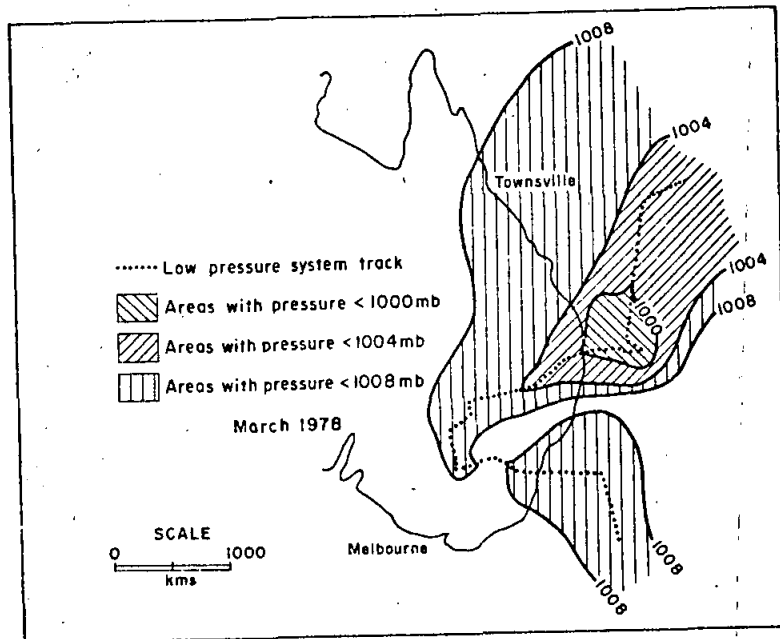 1008
1004
Townsville
Low pressure system track
Areas with pressure < 1000mb
Areas with pressure < 1004mb
Areas with pressure < 1008mb
1004
1008
1000
March 1978
SCALE
0 1000
kms
Melbourne
1008
1008